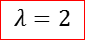 λ = 2